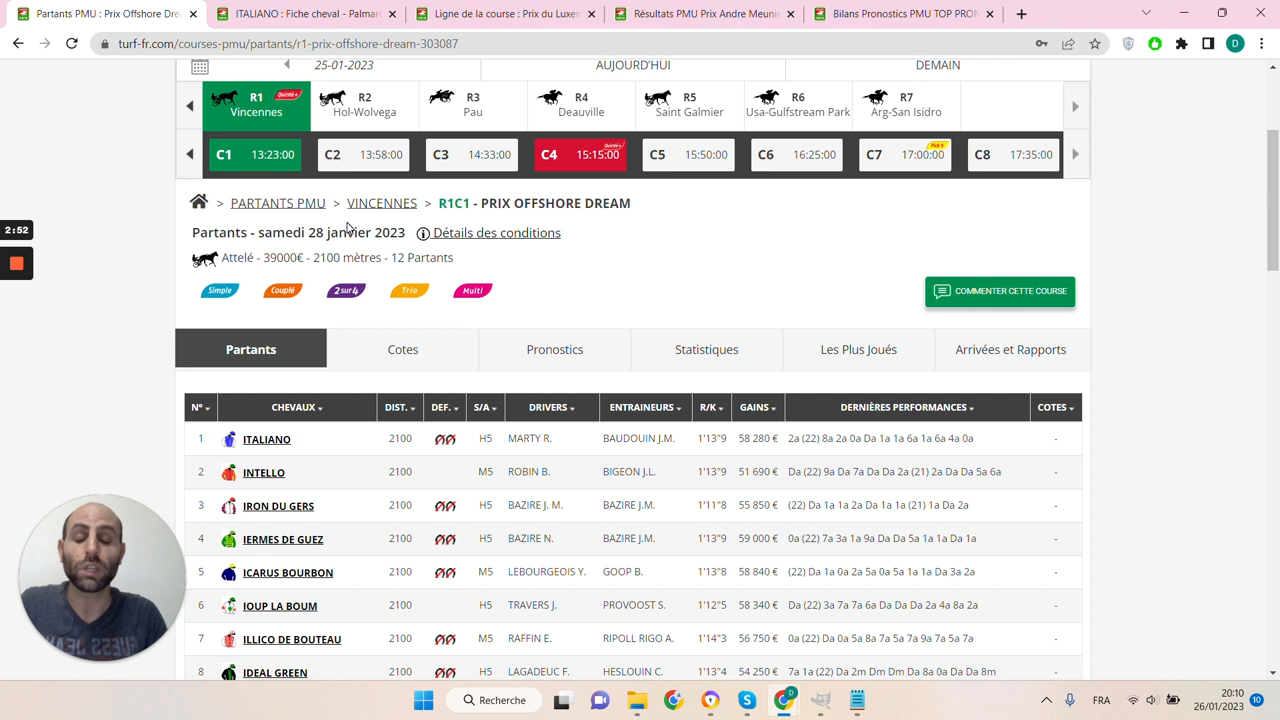 Partants PMU : Prix Offshore Drea
ITALIANO : Fiche cheval - Palmar
Ligne de la course : Prix du Luxen
Résultats PMU Prix Andre Meunie
Bilans Pronostics PMU TOP PRON
turf-fr.com/courses-pmu/partants/r1-prix-offshore-dream-303087
D
25-01-2023
AUJOURD'HUI
DEMAIN
R1 Quinté+
Vincennes
R2
Hol-Wolvega
R3
Pau
R4
Deauville
R5
Saint Galmier
R6
Usa-Gulfstream Park
R7
Arg-San Isidro
C1 13:23:00
C2 13:58:00
C3 14:33:00
C4 15:15:00 Quinté+
C5 15:50:00
C6 16:25:00
C7 17:00:00 Pick 5
C8 17:35:00
> PARTANTS PMU > VINCENNES > R1C1 - PRIX OFFSHORE DREAM
Partants - samedi 28 janvier 2023 Détails des conditions
Attelé - 39000€ - 2100 mètres - 12 Partants
Simple Couplé 2sur4 Trio Multi
COMMENTER CETTE COURSE
Partants Cotes Pronostics Statistiques Les Plus Joués Arrivées et Rapports
N° CHEVAUX DIST. DEF. S/A DRIVERS ENTRAINEURS R/K GAINS DERNIÈRES PERFORMANCES COTES
1 ITALIANO 2100 H5 MARTY R. BAUDOUIN J.M. 1'13"9 58 280 € 2a (22) 8a 2a 0a Da 1a 1a 6a 1a 6a 4a 0a -
2 INTELLO 2100 M5 ROBIN B. BIGEON J.L. 1'13"9 51 690 € Da (22) 9a Da 7a Da Da 2a (21) 2a Da Da 5a 6a -
3 IRON DU GERS 2100 H5 BAZIRE J. M. BAZIRE J.M. 1'11"8 55 850 € (22) Da 1a 1a 2a Da 1a 1a (21) 1a Da 2a -
4 IERMES DE GUEZ 2100 H5 BAZIRE N. BAZIRE J.M. 1'13"9 59 000 € 0a (22) 7a 3a 1a 9a Da Da 5a 1a 1a Da 1a -
5 ICARUS BOURBON 2100 M5 LEBOURGEOIS Y. GOOP B. 1'13"8 58 840 € (22) Da 1a 0a 2a 5a 0a 5a 1a 1a Da 3a 2a -
6 IOUP LA BOUM 2100 H5 TRAVERS J. PROVOOST S. 1'12"5 58 340 € Da (22) 3a 7a 7a 6a Da Da Da 1a 4a 8a 2a -
7 ILLICO DE BOUTEAU 2100 M5 RAFFIN E. RIPOLL RIGO A. 1'14"3 56 750 € 0a (22) Da 0a 5a 8a 7a 5a 7a 9a 7a 5a 7a -
8 IDEAL GREEN 2100 H5 LAGADEUC F. HESLOUIN C. 1'13"4 54 250 € 7a 1a (22) Da 2m Dm Dm Da 8a 0a Da Da 8m -
2:52
Recherche
FRA
20:10
26/01/2023
10